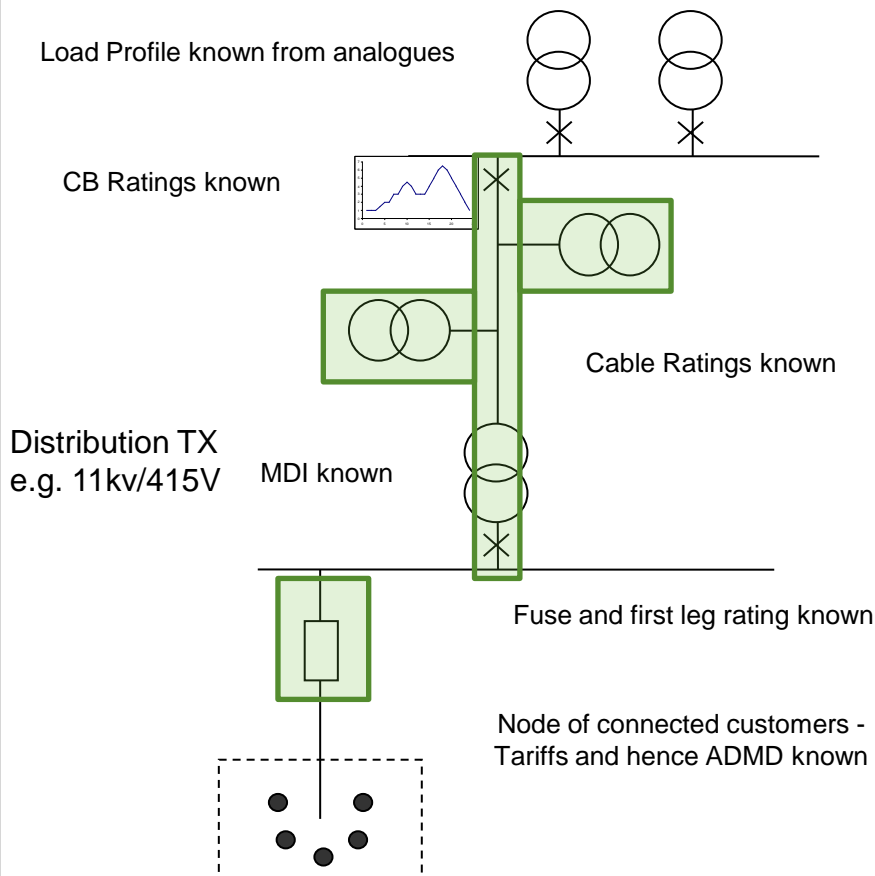 Load Profile known from analogues
CB Ratings known
Cable Ratings known
Distribution TX
e.g. 11kv/415V
MDI known
Fuse and first leg rating known
Node of connected customers -
Tariffs and hence ADMD known